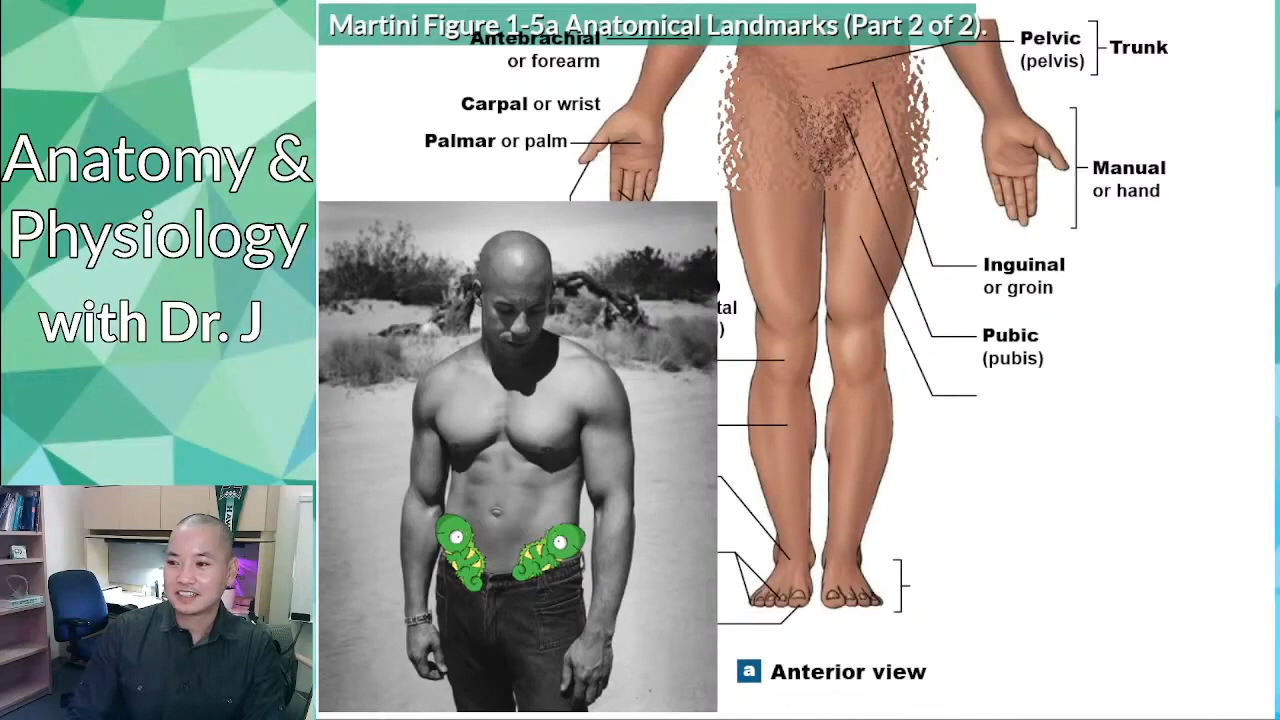 Martini Figure 1-5a Anatomical Landmarks (Part 2 of 2).
Anatomy &
Physiology
with Dr. J
Antebrachial
or forearm
Carpal or wrist
Palmar or palm
Pelvic
(pelvis)
Trunk
Manual
or hand
Inguinal
or groin
Pubic
(pubis)
tal
)
a Anterior view